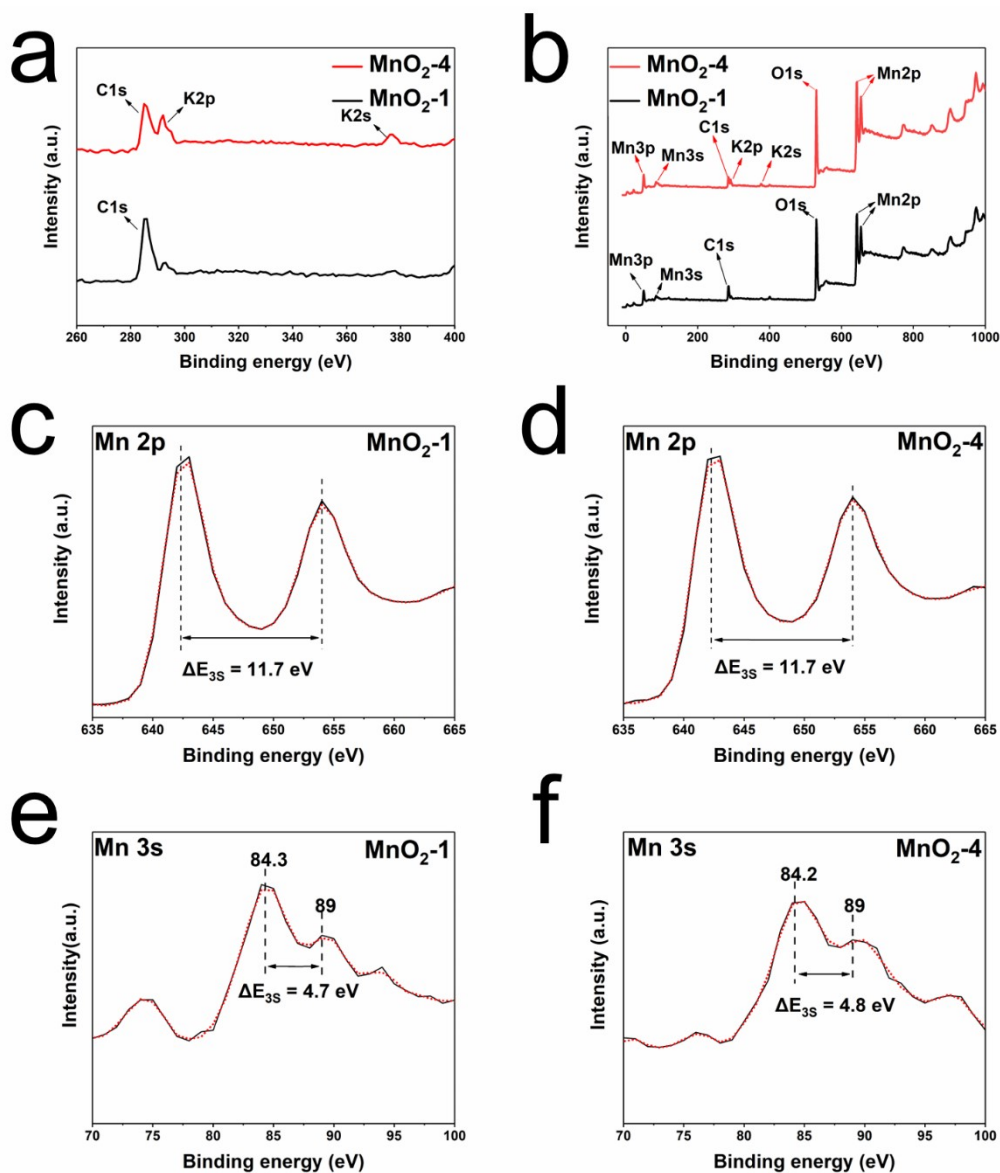 a
MnO2-4
MnO2-1
C1s
K2p
K2s
C1s
Intensity (a.u.)
260 280 300 320 340 360 380 400
Binding energy (eV)
b
MnO2-4
MnO2-1
O1s
Mn2p
C1s
K2p
K2s
Mn3p
Mn3s
O1s
Mn2p
C1s
Mn3p
Mn3s
Intensity (a.u.)
0 200 400 600 800 1000
Binding energy (eV)
c
Mn 2p
MnO2-1
ΔE3S = 11.7 eV
Intensity (a.u.)
635 640 645 650 655 660 665
Binding energy (eV)
d
Mn 2p
MnO2-4
ΔE3S = 11.7 eV
Intensity (a.u.)
635 640 645 650 655 660 665
Binding energy (eV)
e
Mn 3s
MnO2-1
84.3
89
ΔE3S = 4.7 eV
Intensity(a.u.)
70 75 80 85 90 95 100
Binding energy (eV)
f
Mn 3s
MnO2-4
84.2
89
ΔE3S = 4.8 eV
Intensity (a.u.)
70 75 80 85 90 95 100
Binding energy (eV)